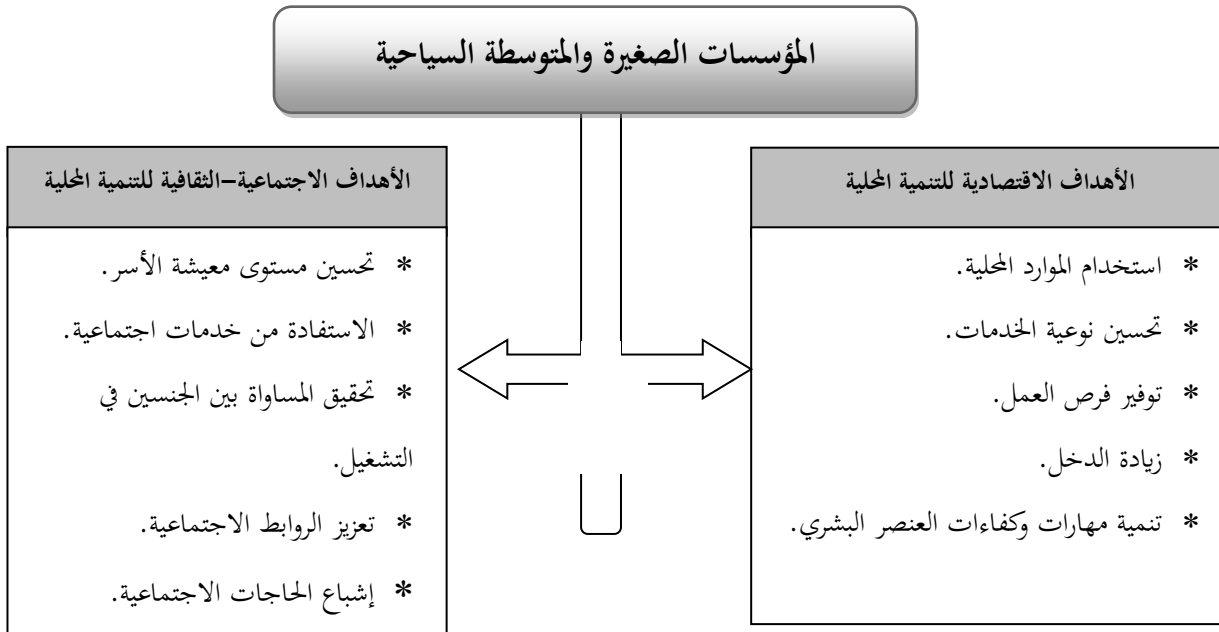 المؤسسات الصغيرة والمتوسطة السياحية
الأهداف الاقتصادية للتنمية المحلية
* استخدام الموارد المحلية.
* تحسين نوعية الخدمات.
* توفير فرص العمل.
* زيادة الدخل.
* تنمية مهارات وكفاءات العنصر البشري.
الأهداف الاجتماعية–الثقافية للتنمية المحلية
* تحسين مستوى معيشة الأسر.
* الاستفادة من خدمات اجتماعية.
* تحقيق المساواة بين الجنسين في
التشغيل.
* تعزيز الروابط الاجتماعية.
* إشباع الحاجات الاجتماعية.